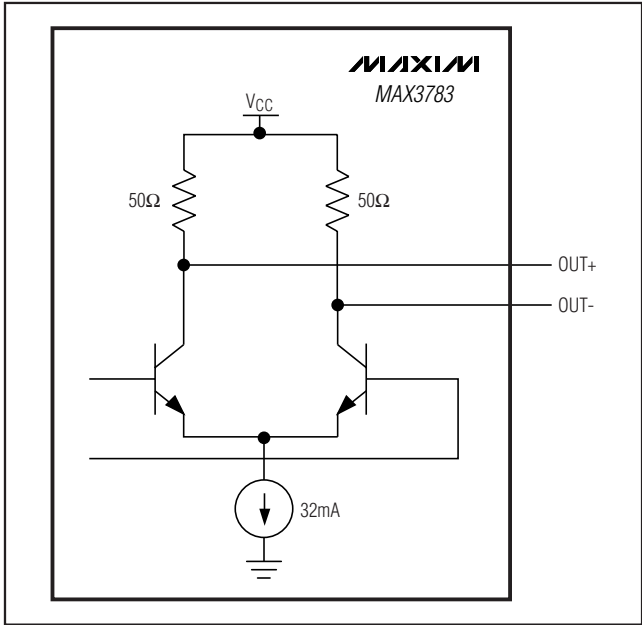 MAXIM
MAX3783
VCC
50Ω
50Ω
OUT+
OUT-
32mA